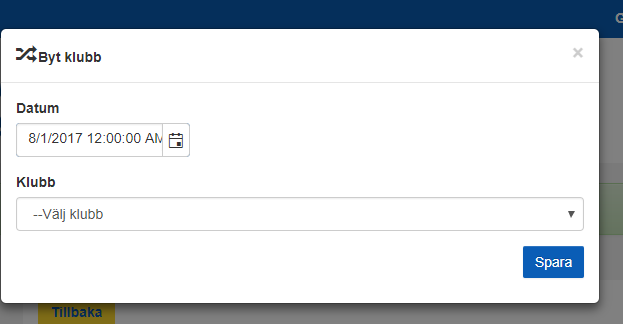 G
Byt klubb
×
Datum
8/1/2017 12:00:00 AM
Klubb
--Välj klubb
Spara
Tillbaka